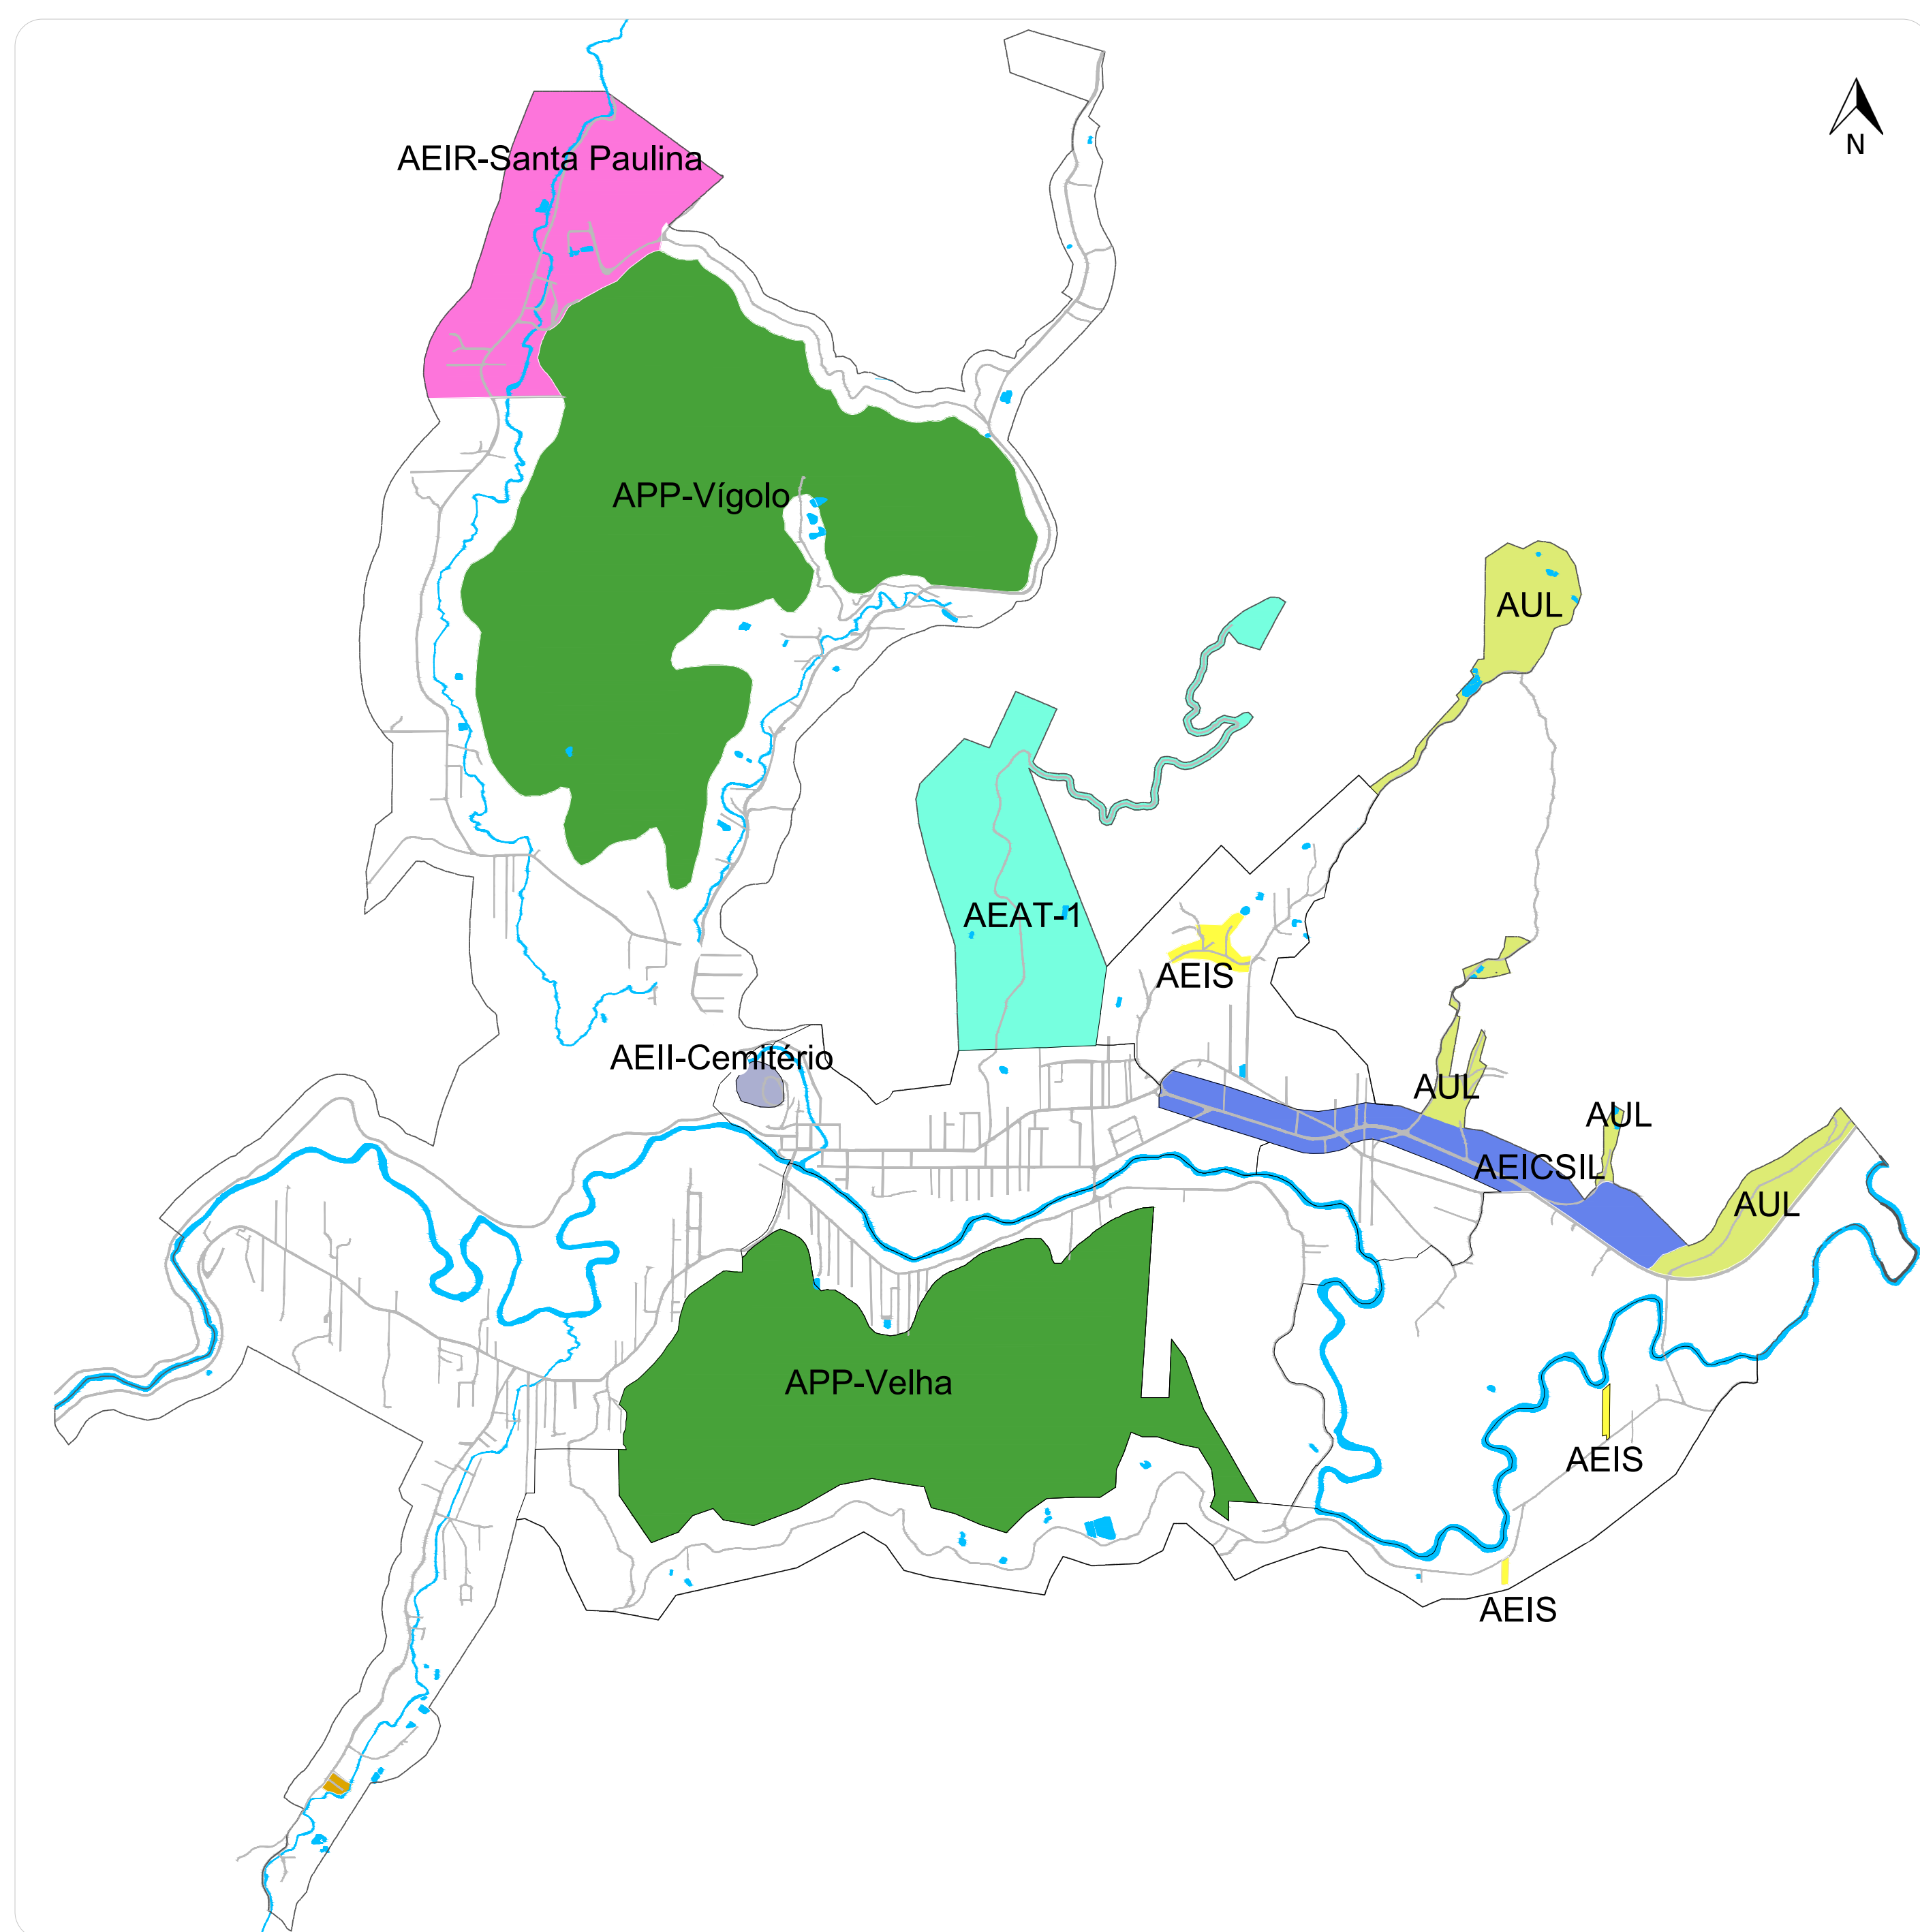 N
AEIR-Santa Paulina
APP-Vígolo
AUL
AEAT-1
AEIS
AEII-Cemitério
AUL
AUL
AEICSIL
AUL
APP-Velha
AEIS
AEIS